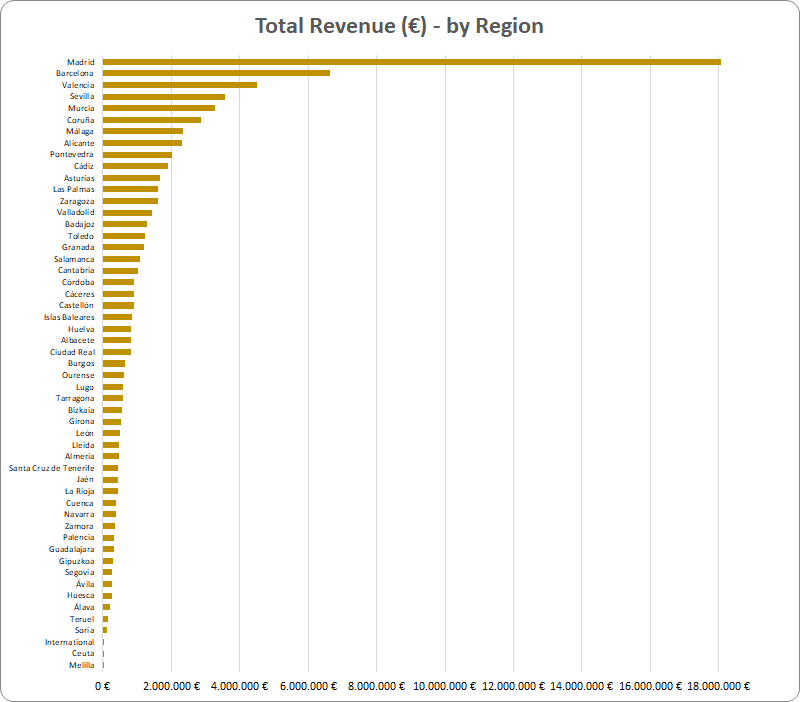 Total Revenue (€) - by Region
Madrid
Barcelona
Valencia
Sevilla
Murcia
Coruña
Málaga
Alicante
Pontevedra
Cádiz
Asturias
Las Palmas
Zaragoza
Valladolid
Badajoz
Toledo
Granada
Salamanca
Cantabria
Córdoba
Cáceres
Castellón
Islas Baleares
Huelva
Albacete
Ciudad Real
Burgos
Ourense
Lugo
Tarragona
Bizkaia
Girona
León
Lleida
Almería
Santa Cruz de Tenerife
Jaén
La Rioja
Cuenca
Navarra
Zamora
Palencia
Guadalajara
Gipuzkoa
Segovia
Ávila
Huesca
Álava
Teruel
Soria
International
Ceuta
Melilla
0 € 2.000.000 € 4.000.000 € 6.000.000 € 8.000.000 € 10.000.000 € 12.000.000 € 14.000.000 € 16.000.000 € 18.000.000 €